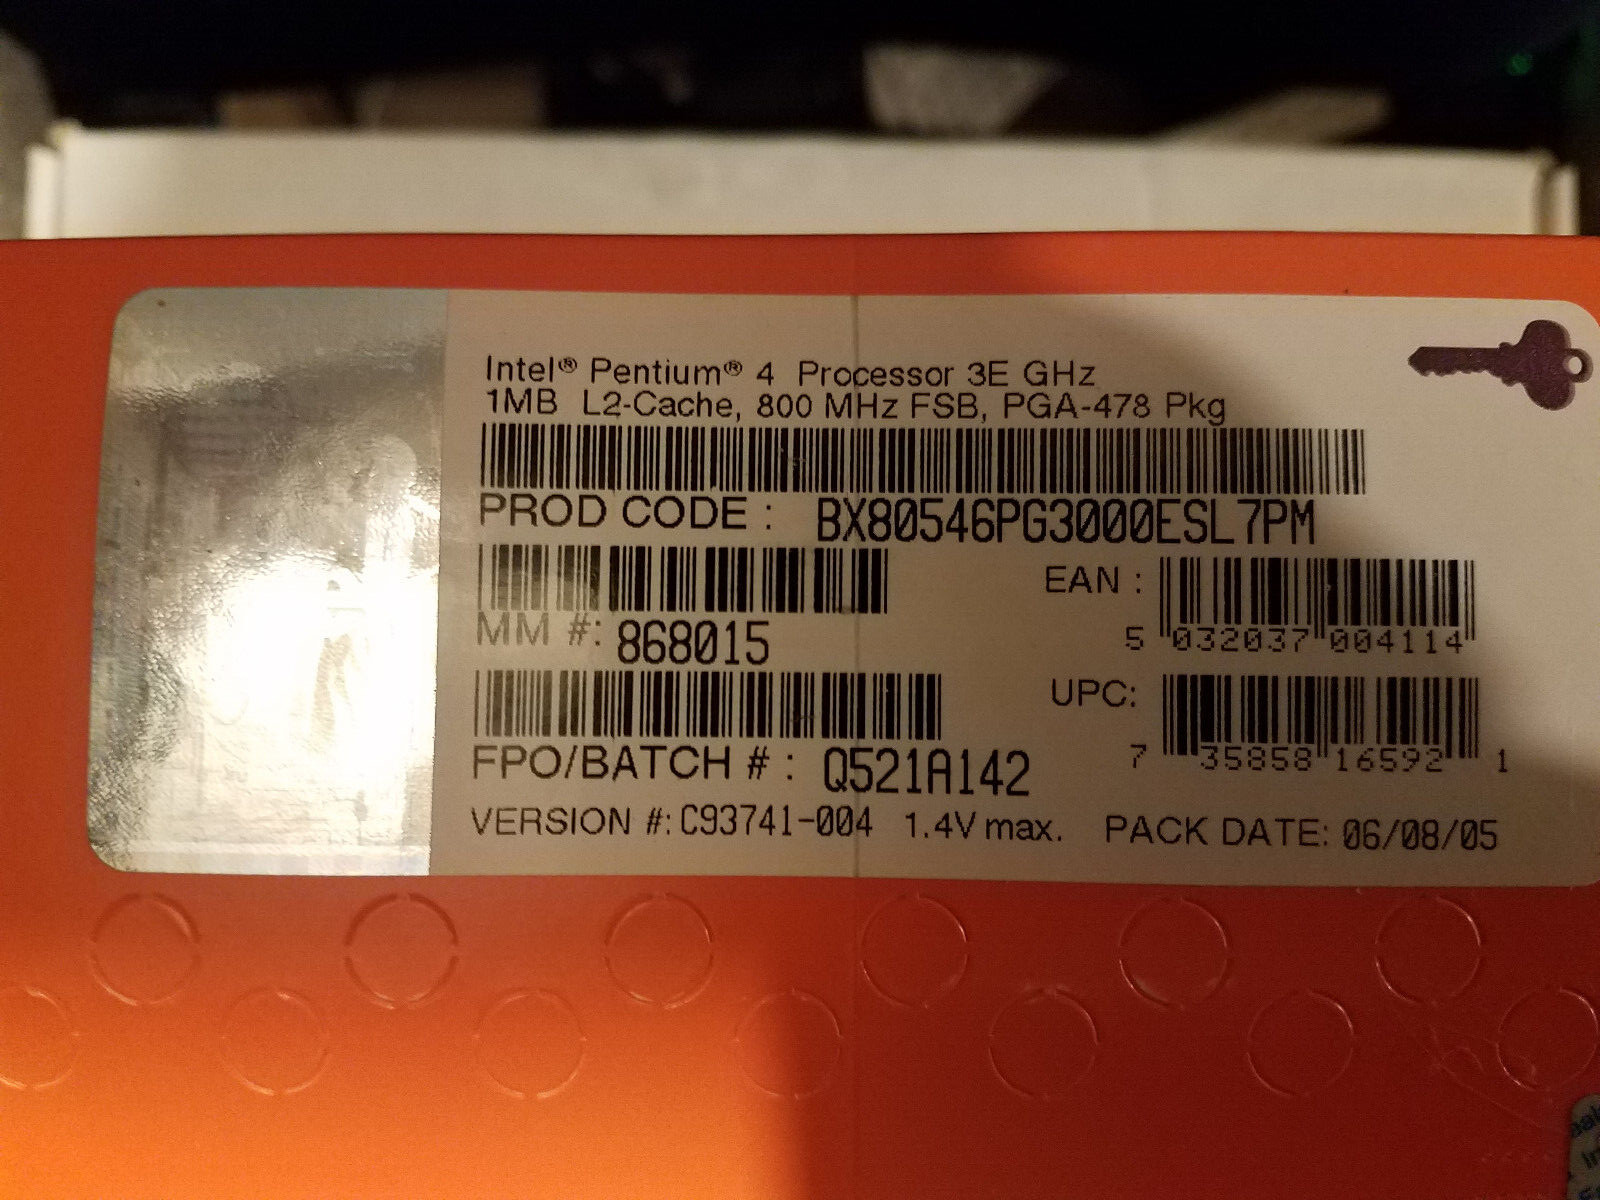 Intel® Pentium® 4 Processor 3E GHz
1MB L2-Cache, 800 MHz FSB, PGA-478 Pkg
PROD CODE : BX80546PG3000ESL7PM
MM #: 868015
EAN :
5 032037 004114
FPO/BATCH # : Q521A142
UPC:
7 35858 16592 1
VERSION #: C93741-004 1.4V max. PACK DATE: 06/08/05